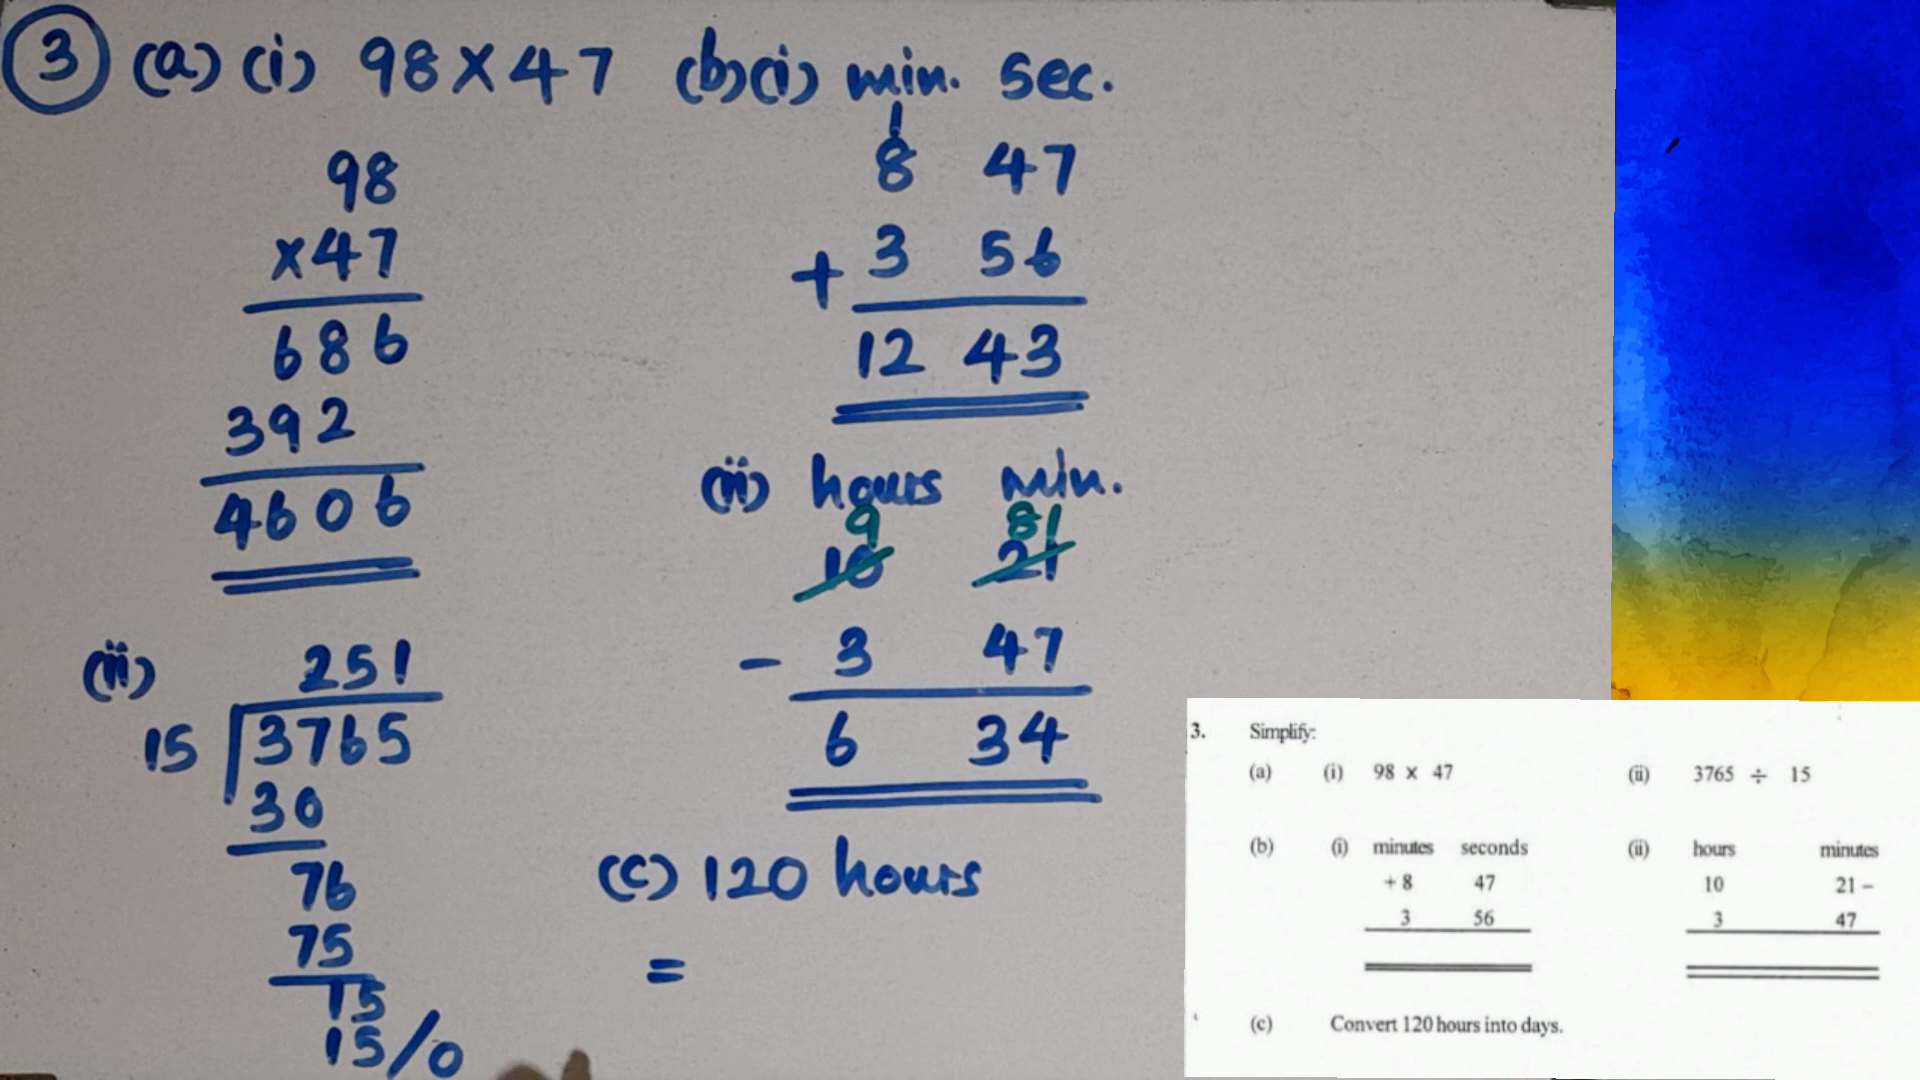 3 (a) (i) 98 × 47
98
×47
686
392
4606
(ii) 251
15 3765
30
76
75
15
15/0
(b)(i) min. sec.
1
8 47
+ 3 56
12 43
(ii) hours min.
9 81
10 21
- 3 47
6 34
(c) 120 hours
=
3. Simplify:
(a) (i) 98 × 47 (ii) 3765 ÷ 15
(b) (i) minutes seconds (ii) hours minutes
+ 8 47 10 21 –
3 56 3 47
(c) Convert 120 hours into days.